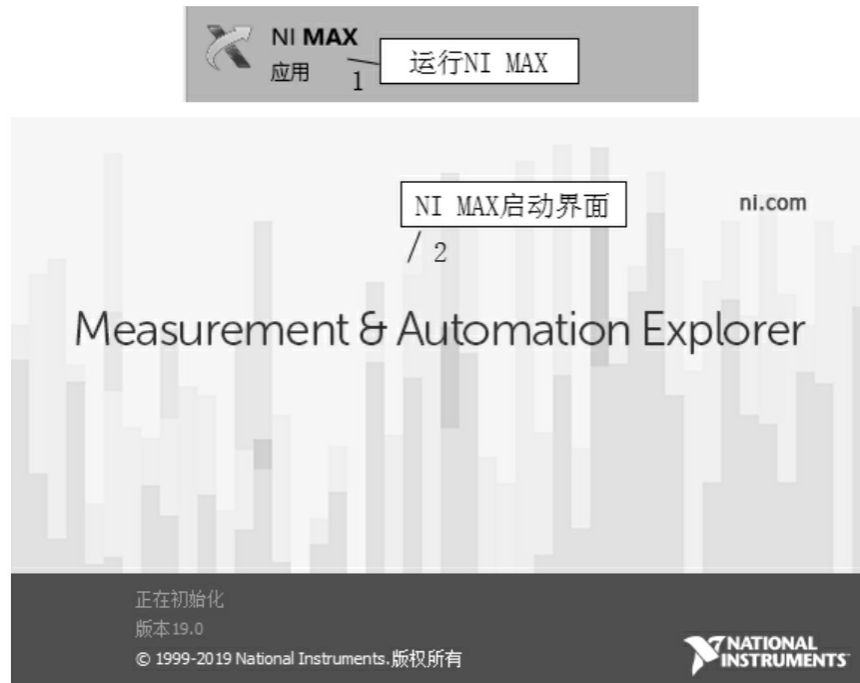 NI MAX
应用
1
运行NI MAX
NI MAX启动界面
2
ni.com
Measurement & Automation Explorer
正在初始化
版本19.0
© 1999-2019 National Instruments.版权所有
NATIONAL
INSTRUMENTS